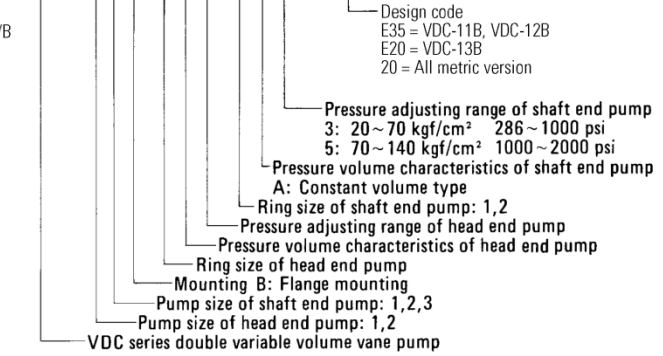 Design code
/B
E35 = VDC-11B, VDC-12B
E20 = VDC-13B
20 = All metric version
Pressure adjusting range of shaft end pump
3: 20~70 kgf/cm² 286~1000 psi
5: 70~140 kgf/cm² 1000~2000 psi
Pressure volume characteristics of shaft end pump
A: Constant volume type
Ring size of shaft end pump: 1,2
Pressure adjusting range of head end pump
Pressure volume characteristics of head end pump
Ring size of head end pump
Mounting B: Flange mounting
Pump size of shaft end pump: 1,2,3
Pump size of head end pump: 1,2
VDC series double variable volume vane pump